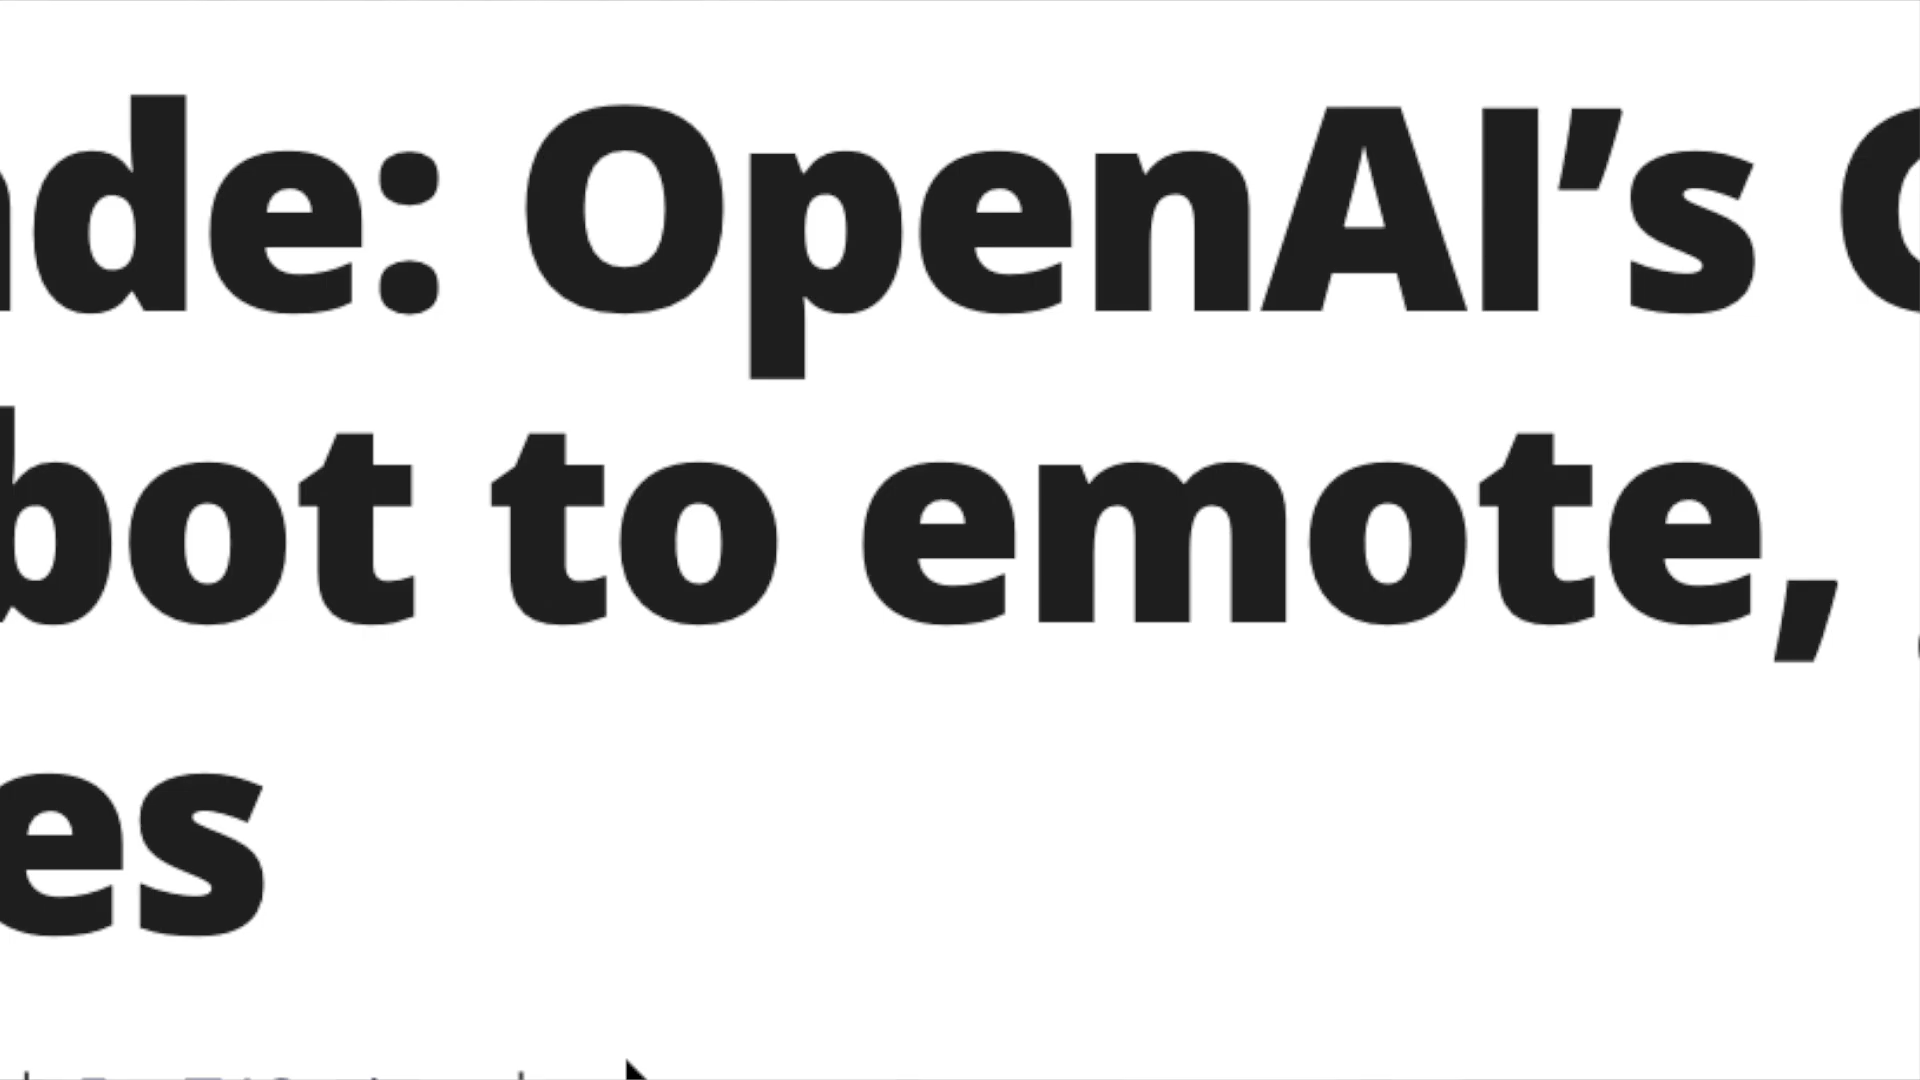 ade: OpenAI’s
bot to emote,
es